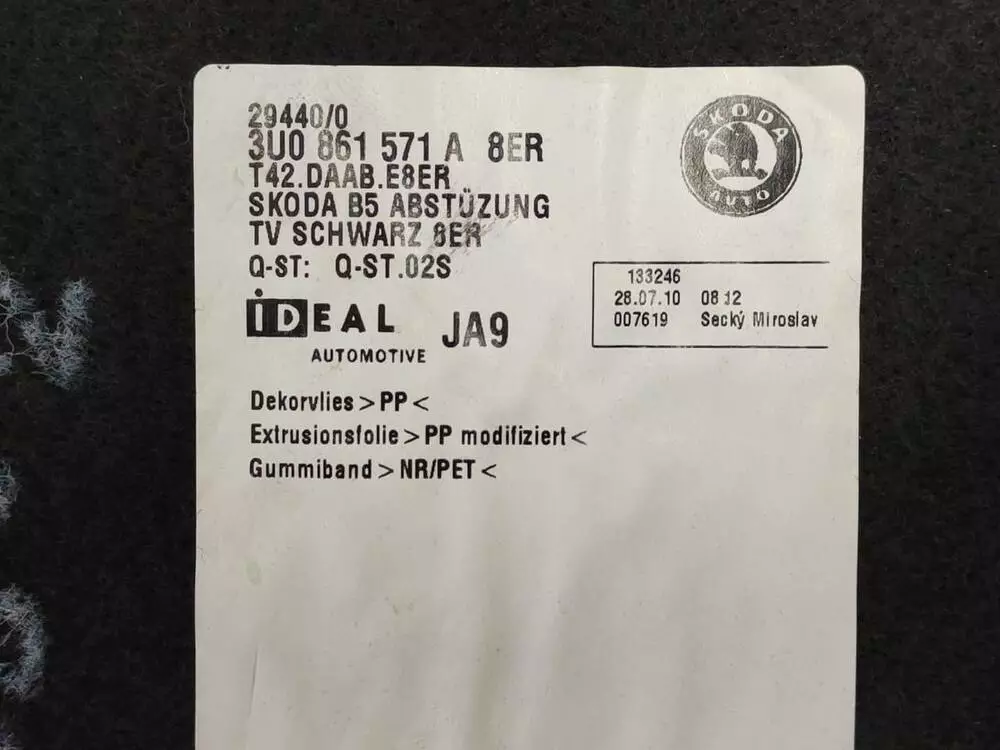 29440/0
3U0 861 571 A 8ER
T42.DAAB.E8ER
SKODA B5 ABSTÜZUNG
TV SCHWARZ 8ER
Q-ST: Q-ST.02S
iDEAL
AUTOMOTIVE
JA9
SKODA
AUTO
133246
28.07.10 08:12
007619 Secký Miroslav
Dekorvlies > PP <
Extrusionsfolie > PP modifiziert <
Gummiband > NR/PET <